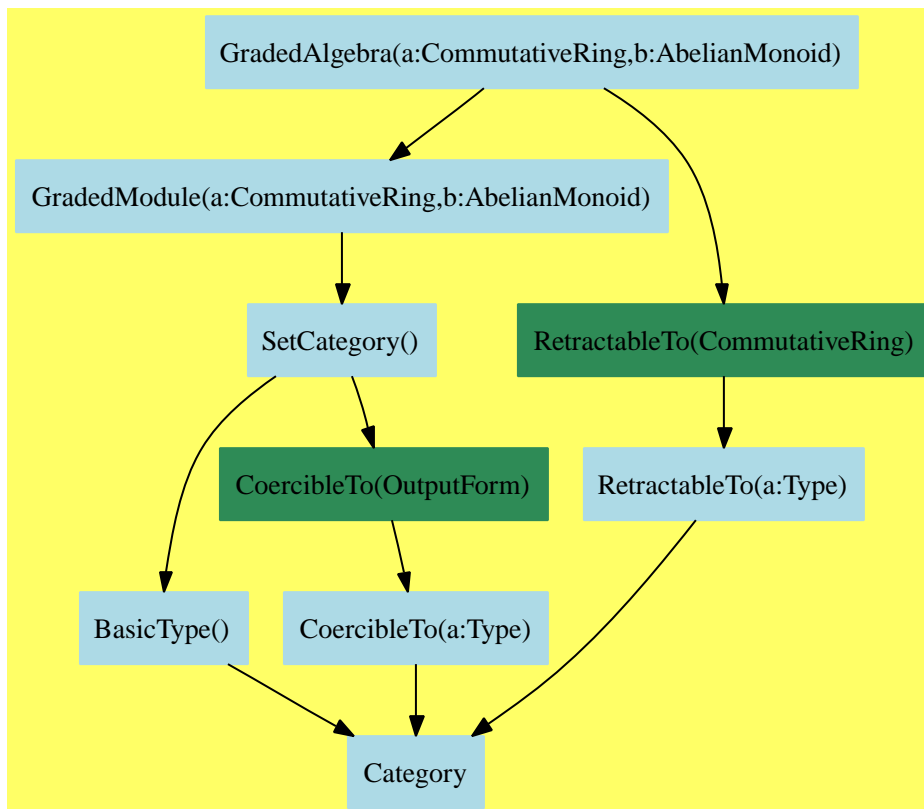 GradedAlgebra(a:CommutativeRing,b:AbelianMonoid)
GradedModule(a:CommutativeRing,b:AbelianMonoid)
SetCategory()
RetractableTo(CommutativeRing)
CoercibleTo(OutputForm)
RetractableTo(a:Type)
BasicType()
CoercibleTo(a:Type)
Category